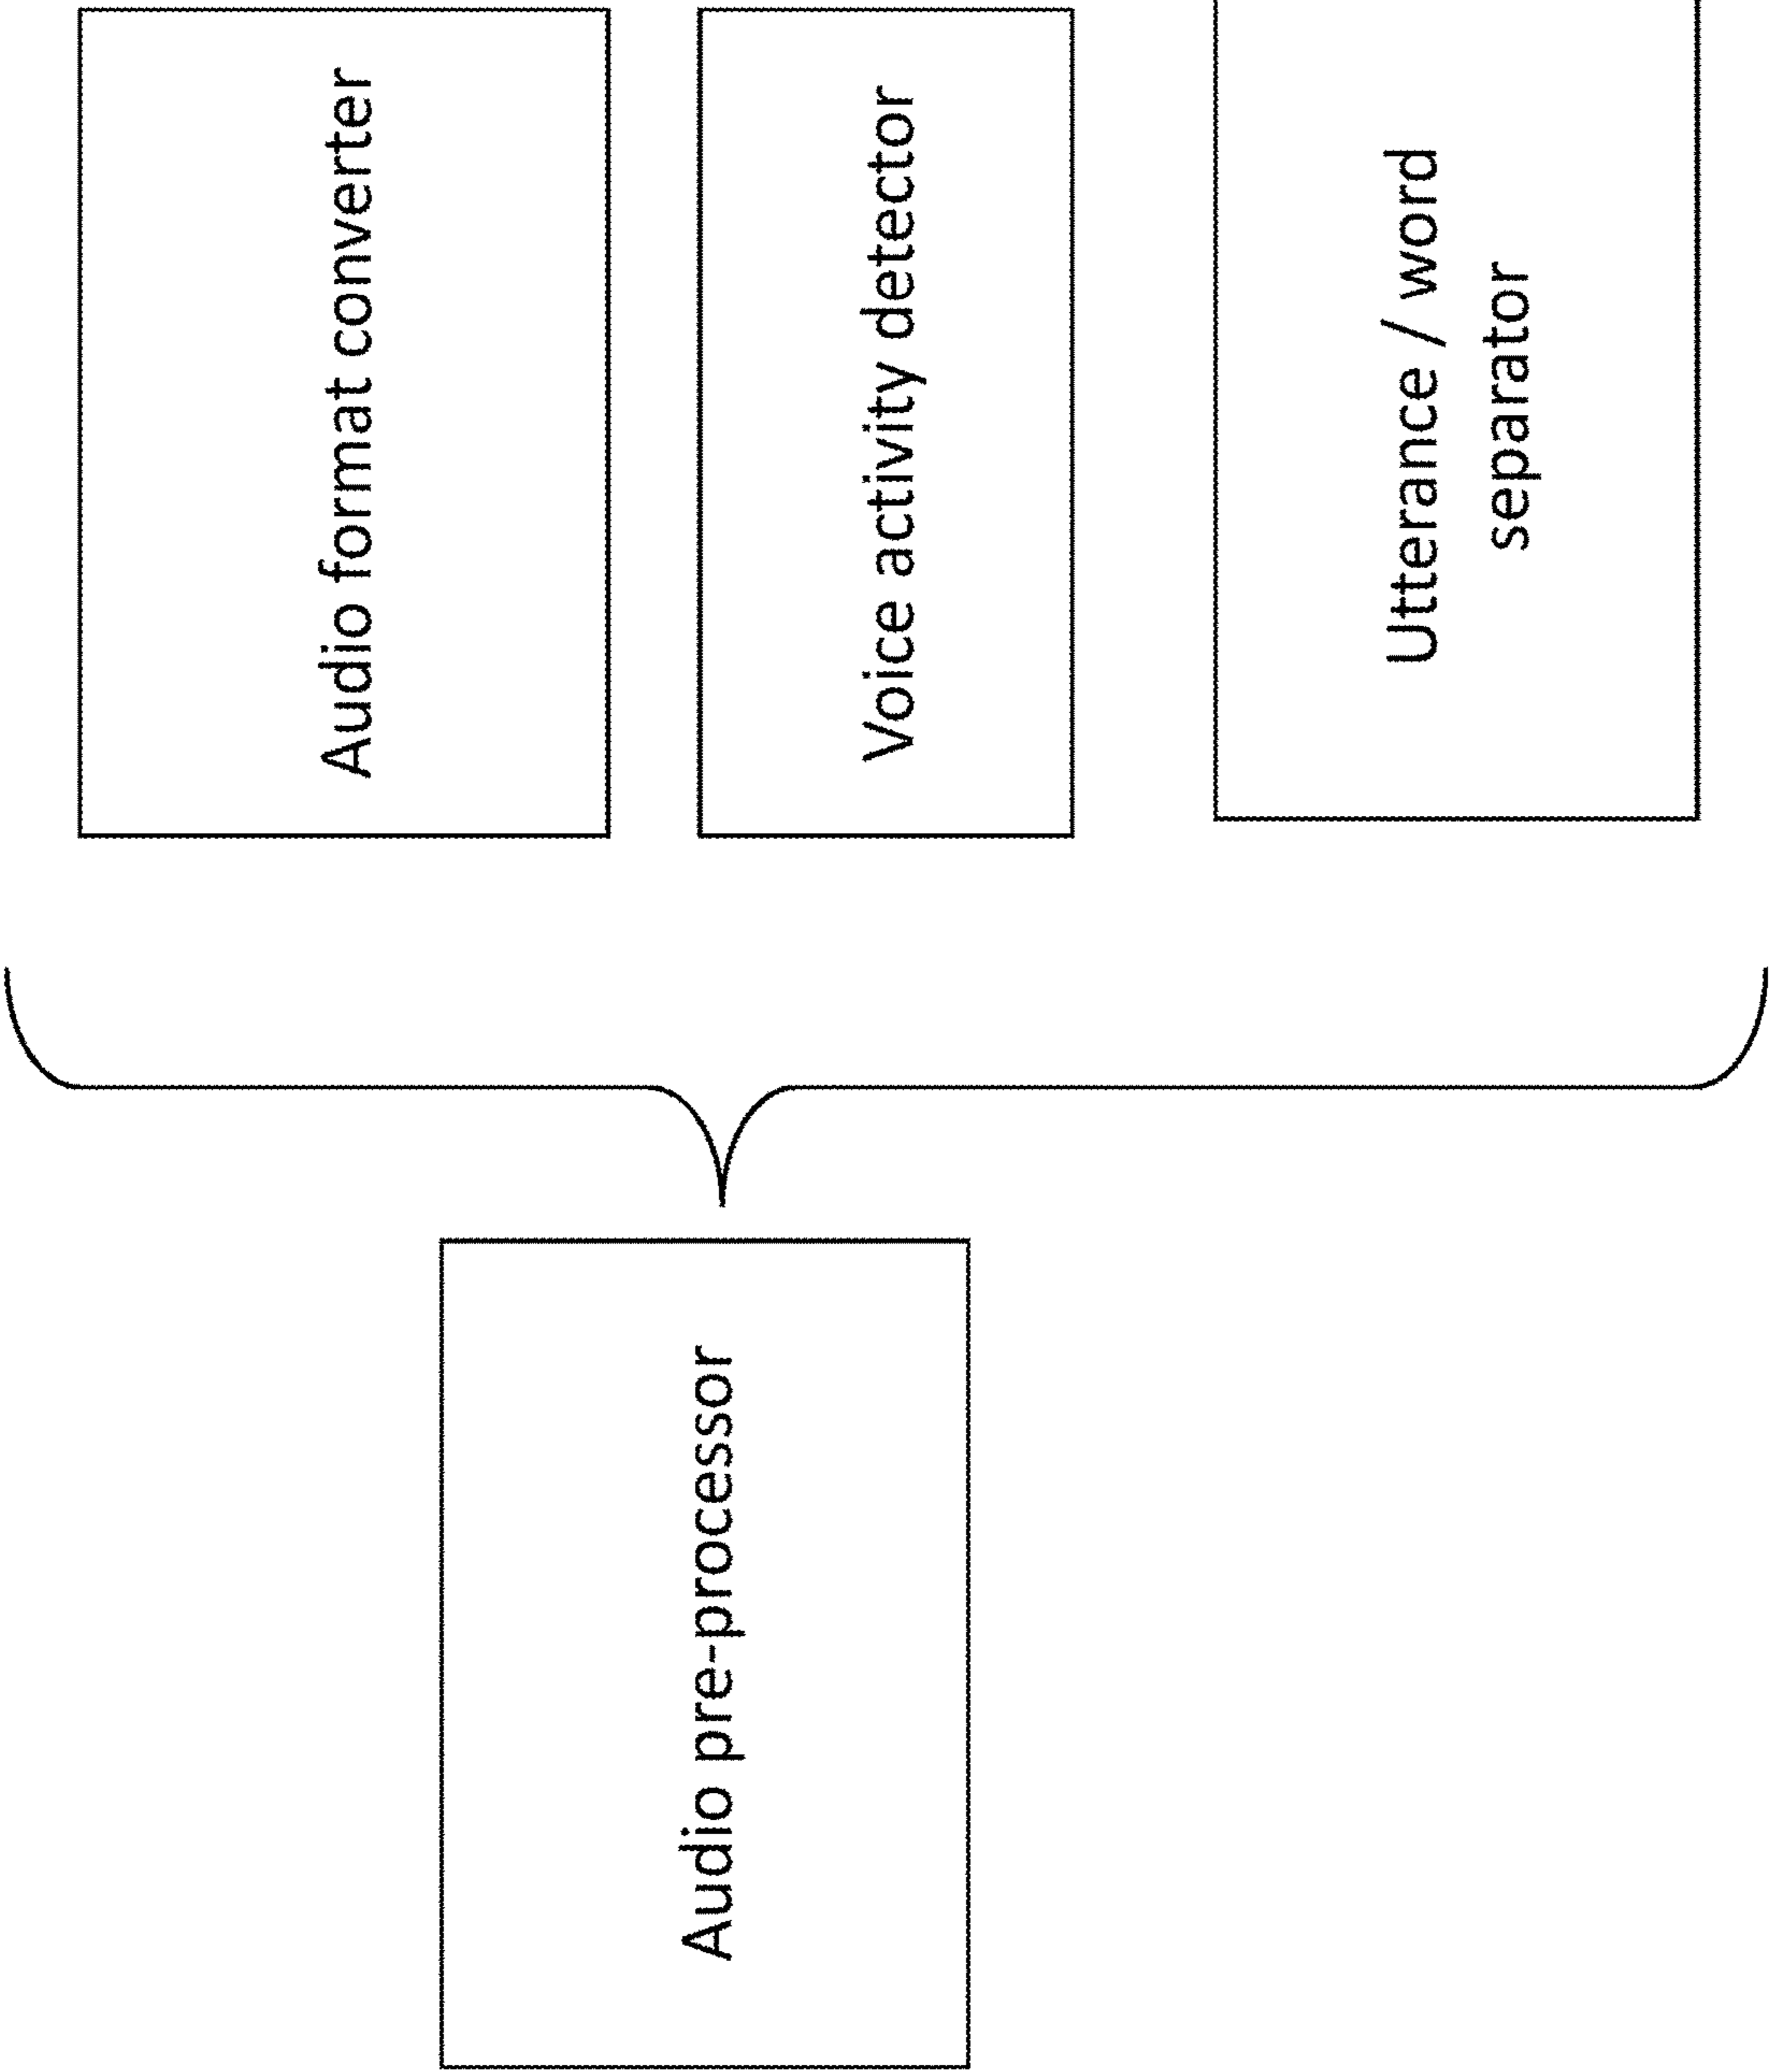 Audio pre-processor
Audio format converter
Voice activity detector
Utterance / word
separator